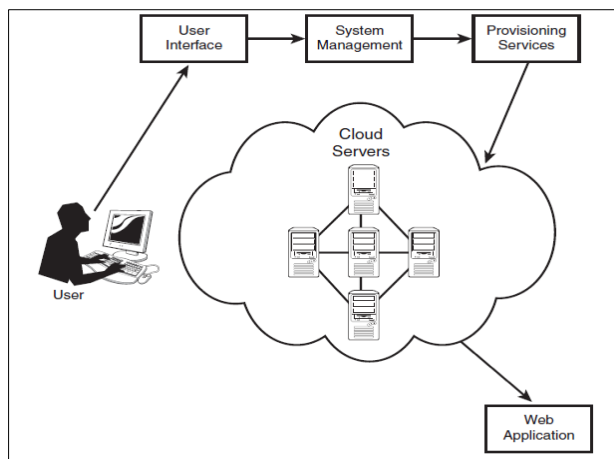 User
Interface
System
Management
Provisioning
Services
Cloud
Servers
User
Web
Application